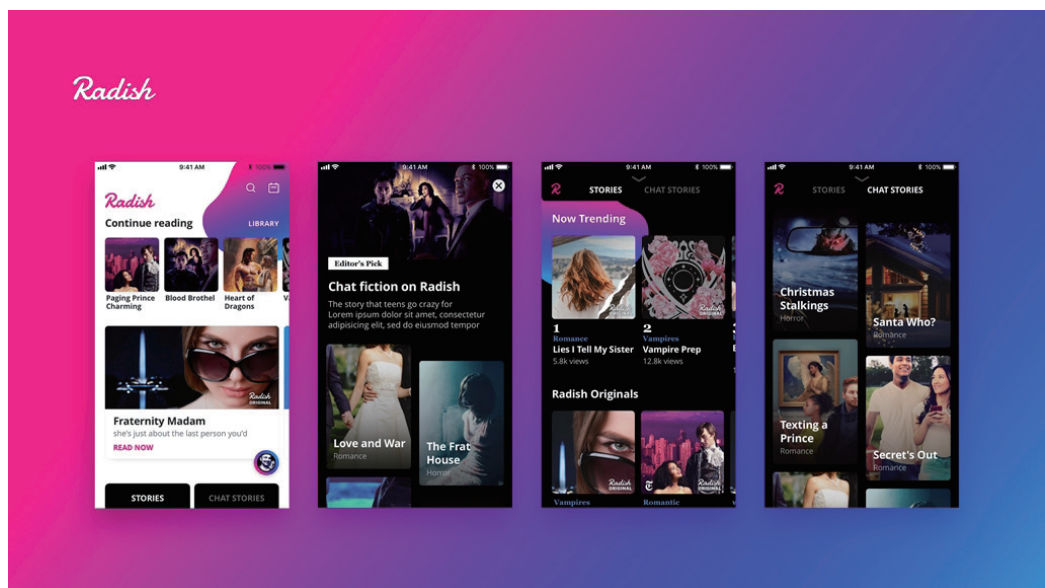 Radish
9:41 AM
100%
Radish
Continue reading
LIBRARY
Paging Prince
Charming
Blood Brothel
Heart of
Dragons
Radish
ORIGINAL
Fraternity Madam
she's just about the last person you'd
READ NOW
STORIES
CHAT STORIES
9:41 AM
100%
Editor's Pick
Chat fiction on Radish
The story that teens go crazy for
Lorem ipsum dolor sit amet, consectetur
adipisicing elit, sed do eiusmod tempor
Love and War
Romance
The Frat
House
Horror
9:41 AM
100%
R
STORIES
CHAT STORIES
Now Trending
Radish
ORIGINAL
Radish
ORIGINAL
1
Romance
Lies I Tell My Sister
5.8k views
2
Vampires
Vampire Prep
12.8k views
Radish Originals
Radish
ORIGINAL
Radish
ORIGINAL
Vampires
Romantic
9:41 AM
100%
R
STORIES
CHAT STORIES
Christmas
Stalkings
Horror
Santa Who?
Romance
Texting a
Prince
Romance
Secret's Out
Romance